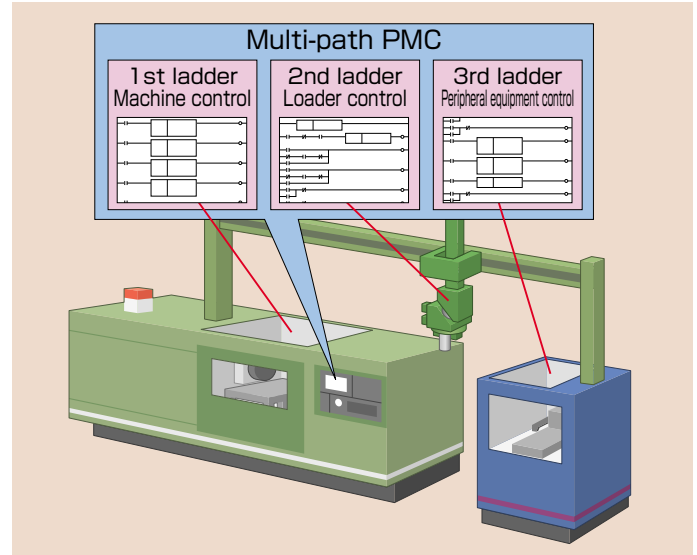 Multi-path PMC
1st ladder
Machine control
2nd ladder
Loader control
3rd ladder
Peripheral equipment control